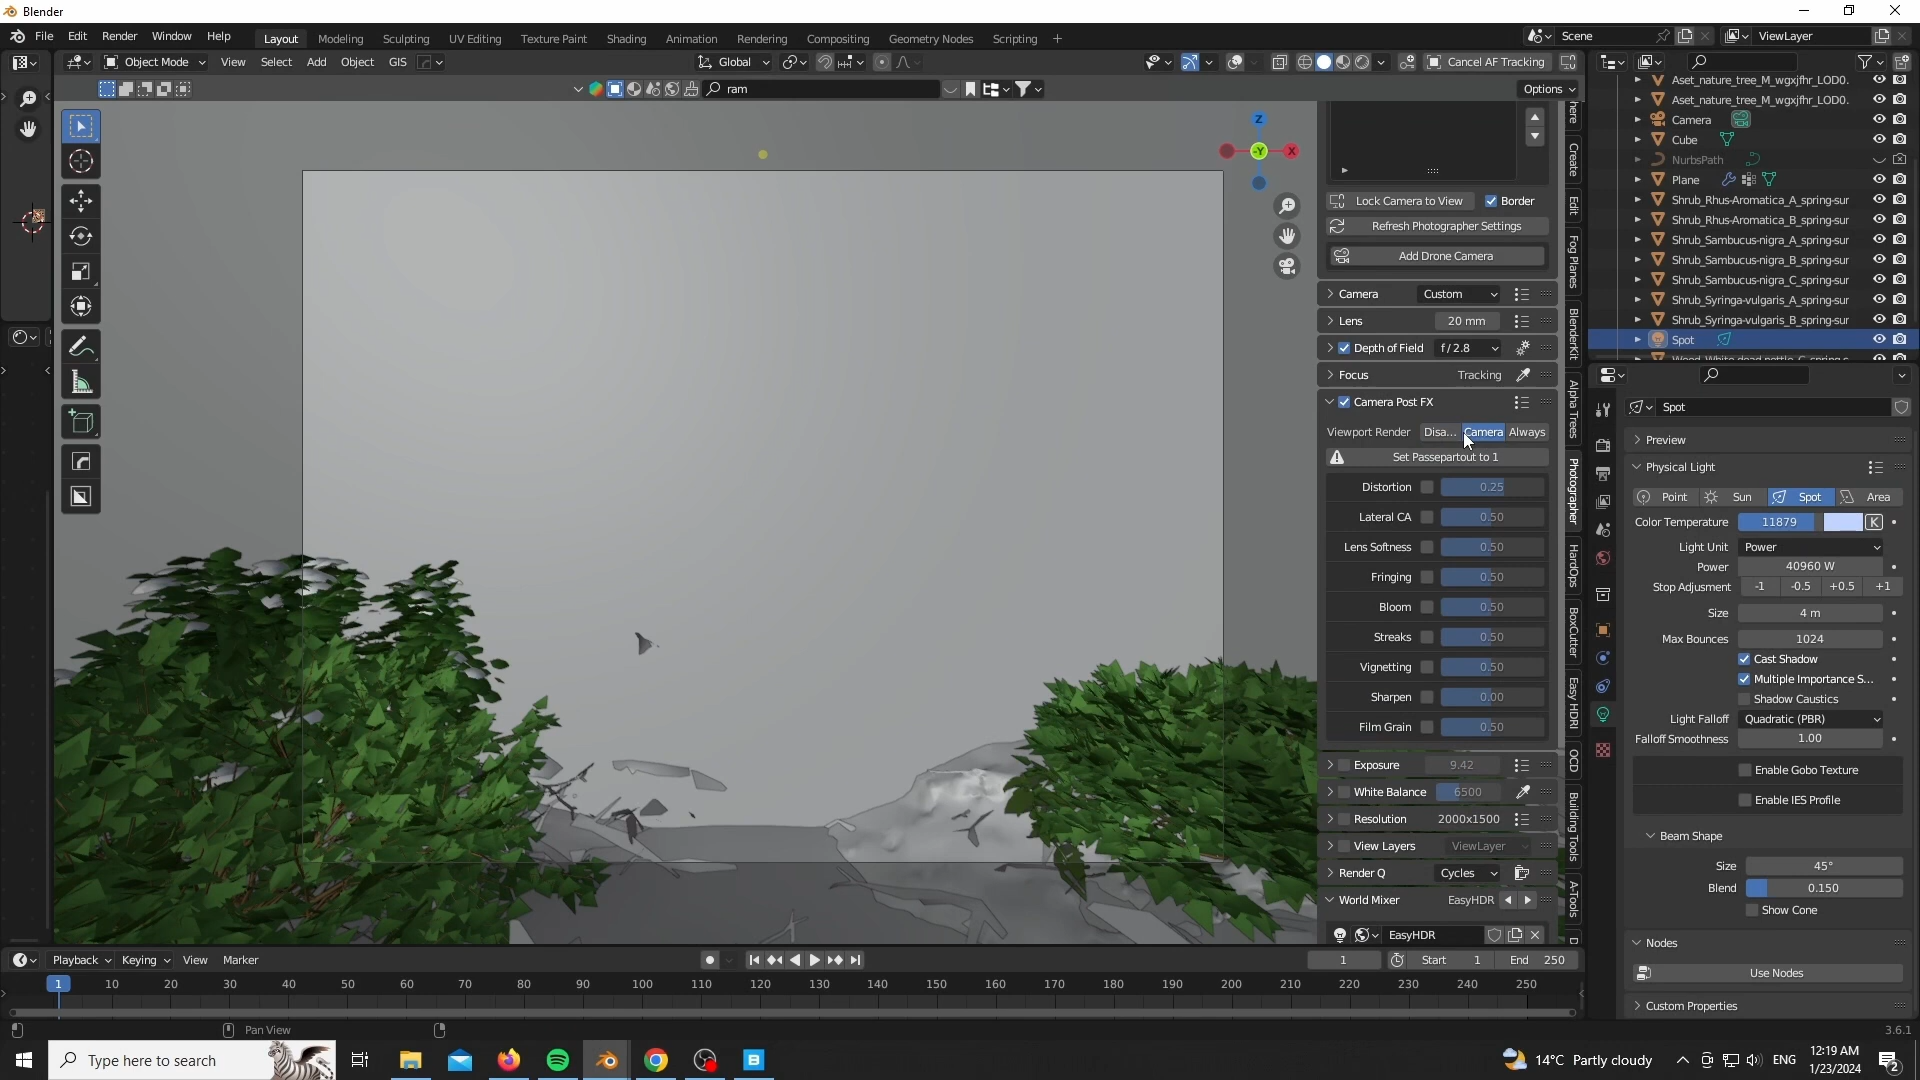 Blender
File Edit Render Window Help
Layout Modeling Sculpting UV Editing Texture Paint Shading Animation Rendering Compositing Geometry Nodes Scripting +
Scene
ViewLayer
Object Mode View Select Add Object GIS
Global
Cancel AF Tracking
ram
Options
Z
-Y
X
Lock Camera to View Border
Refresh Photographer Settings
Add Drone Camera
Camera Custom
Lens 20 mm
Depth of Field f/2.8
Focus Tracking
Camera Post FX
Viewport Render Disa... Camera Always
Set Passepartout to 1
Distortion 0.25
Lateral CA 0.50
Lens Softness 0.50
Fringing 0.50
Bloom 0.50
Streaks 0.50
Vignetting 0.50
Sharpen 0.00
Film Grain 0.50
Exposure 9.42
White Balance 6500
Resolution 2000x1500
View Layers ViewLayer
Render Q Cycles
World Mixer EasyHDR
EasyHDR
here
Create
Edit
Fog Planes
BlenderKit
Alpha Trees
Photographer
HardOps
BoxCutter
Easy HDRI
OCD
Building Tools
A-Tools
D
Aset_nature_tree_M_wgxjfhr_LOD0.
Aset_nature_tree_M_wgxjfhr_LOD0.
Camera
Cube
NurbsPath
Plane
Shrub_Rhus-Aromatica_A_spring-sur
Shrub_Rhus-Aromatica_B_spring-sur
Shrub_Sambucus-nigra_A_spring-sur
Shrub_Sambucus-nigra_B_spring-sur
Shrub_Sambucus-nigra_C_spring-sur
Shrub_Syringa-vulgaris_A_spring-sur
Shrub_Syringa-vulgaris_B_spring-sur
Spot
Spot
Preview
Physical Light
Point Sun Spot Area
Color Temperature 11879 K
Light Unit Power
Power 40960 W
Stop Adjusment -1 -0.5 +0.5 +1
Size 4 m
Max Bounces 1024
Cast Shadow
Multiple Importance S...
Shadow Caustics
Light Falloff Quadratic (PBR)
Falloff Smoothness 1.00
Enable Gobo Texture
Enable IES Profile
Beam Shape
Size 45°
Blend 0.150
Show Cone
Nodes
Use Nodes
Custom Properties
Playback Keying View Marker
1 Start 1 End 250
1 10 20 30 40 50 60 70 80 90 100 110 120 130 140 150 160 170 180 190 200 210 220 230 240 250
Pan View
3.6.1
Type here to search
14°C Partly cloudy
ENG
12:19 AM
1/23/2024
2